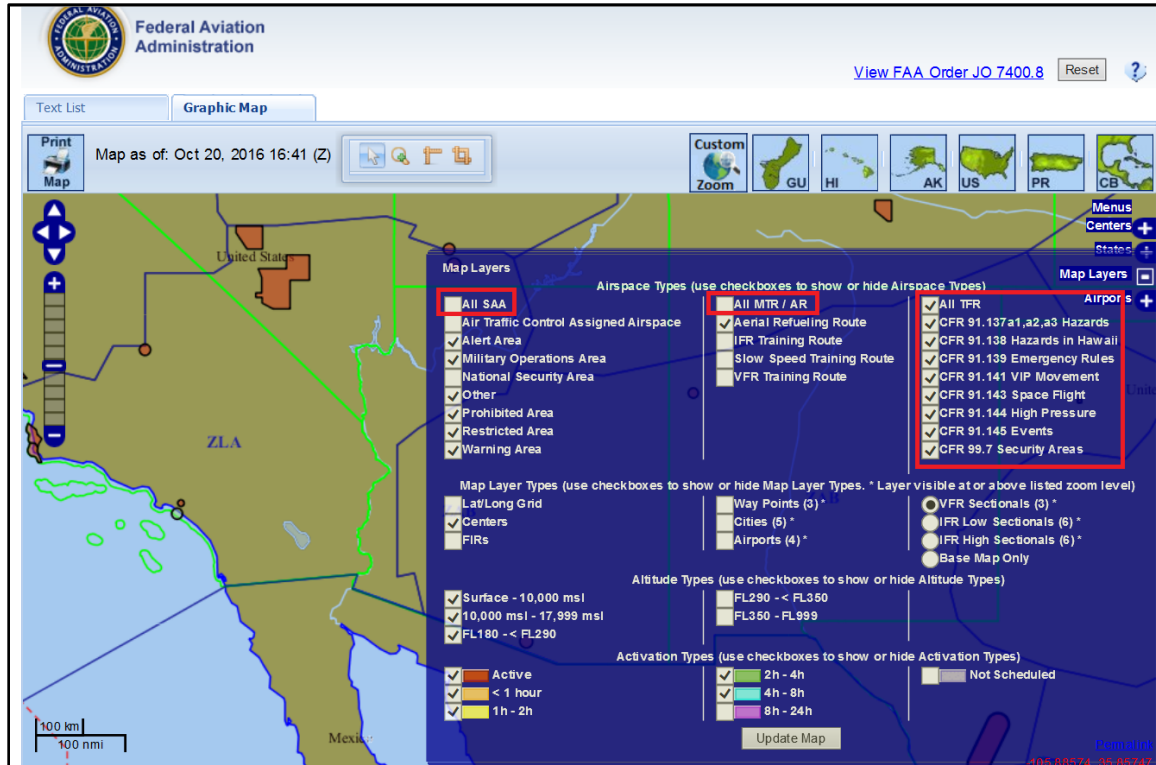 Federal Aviation
Administration
View FAA Order JO 7400.8 Reset ?
Text List Graphic Map
Print
Map
Map as of: Oct 20, 2016 16:41 (Z)
Custom
Zoom
GU
HI
AK
US
PR
CB
Menus
Centers
States
Map Layers
Airports
United States
ZLA
Mexic
100 km
100 nmi
Map Layers
Airspace Types (use checkboxes to show or hide Airspace Types)
All SAA
Air Traffic Control Assigned Airspace
Alert Area
Military Operations Area
National Security Area
Other
Prohibited Area
Restricted Area
Warning Area
All MTR / AR
Aerial Refueling Route
IFR Training Route
Slow Speed Training Route
VFR Training Route
All TFR
CFR 91.137a1,a2,a3 Hazards
CFR 91.138 Hazards in Hawaii
CFR 91.139 Emergency Rules
CFR 91.141 VIP Movement
CFR 91.143 Space Flight
CFR 91.144 High Pressure
CFR 91.145 Events
CFR 99.7 Security Areas
Map Layer Types (use checkboxes to show or hide Map Layer Types. * Layer visible at or above listed zoom level)
Lat/Long Grid
Centers
FIRs
Way Points (3) *
Cities (5) *
Airports (4) *
VFR Sectionals (3) *
IFR Low Sectionals (6) *
IFR High Sectionals (6) *
Base Map Only
Altitude Types (use checkboxes to show or hide Altitude Types)
Surface - 10,000 msl
10,000 msl - 17,999 msl
FL180 - < FL290
FL290 - < FL350
FL350 - FL999
Activation Types (use checkboxes to show or hide Activation Types)
Active
< 1 hour
1h - 2h
2h - 4h
4h - 8h
8h - 24h
Not Scheduled
Update Map
Permalink